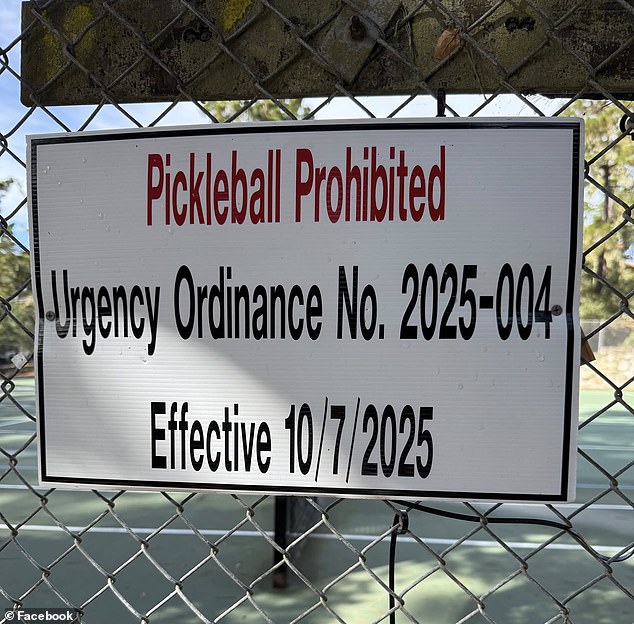 Pickleball Prohibited
Urgency Ordinance No. 2025-004
Effective 10/7/2025
© Facebook